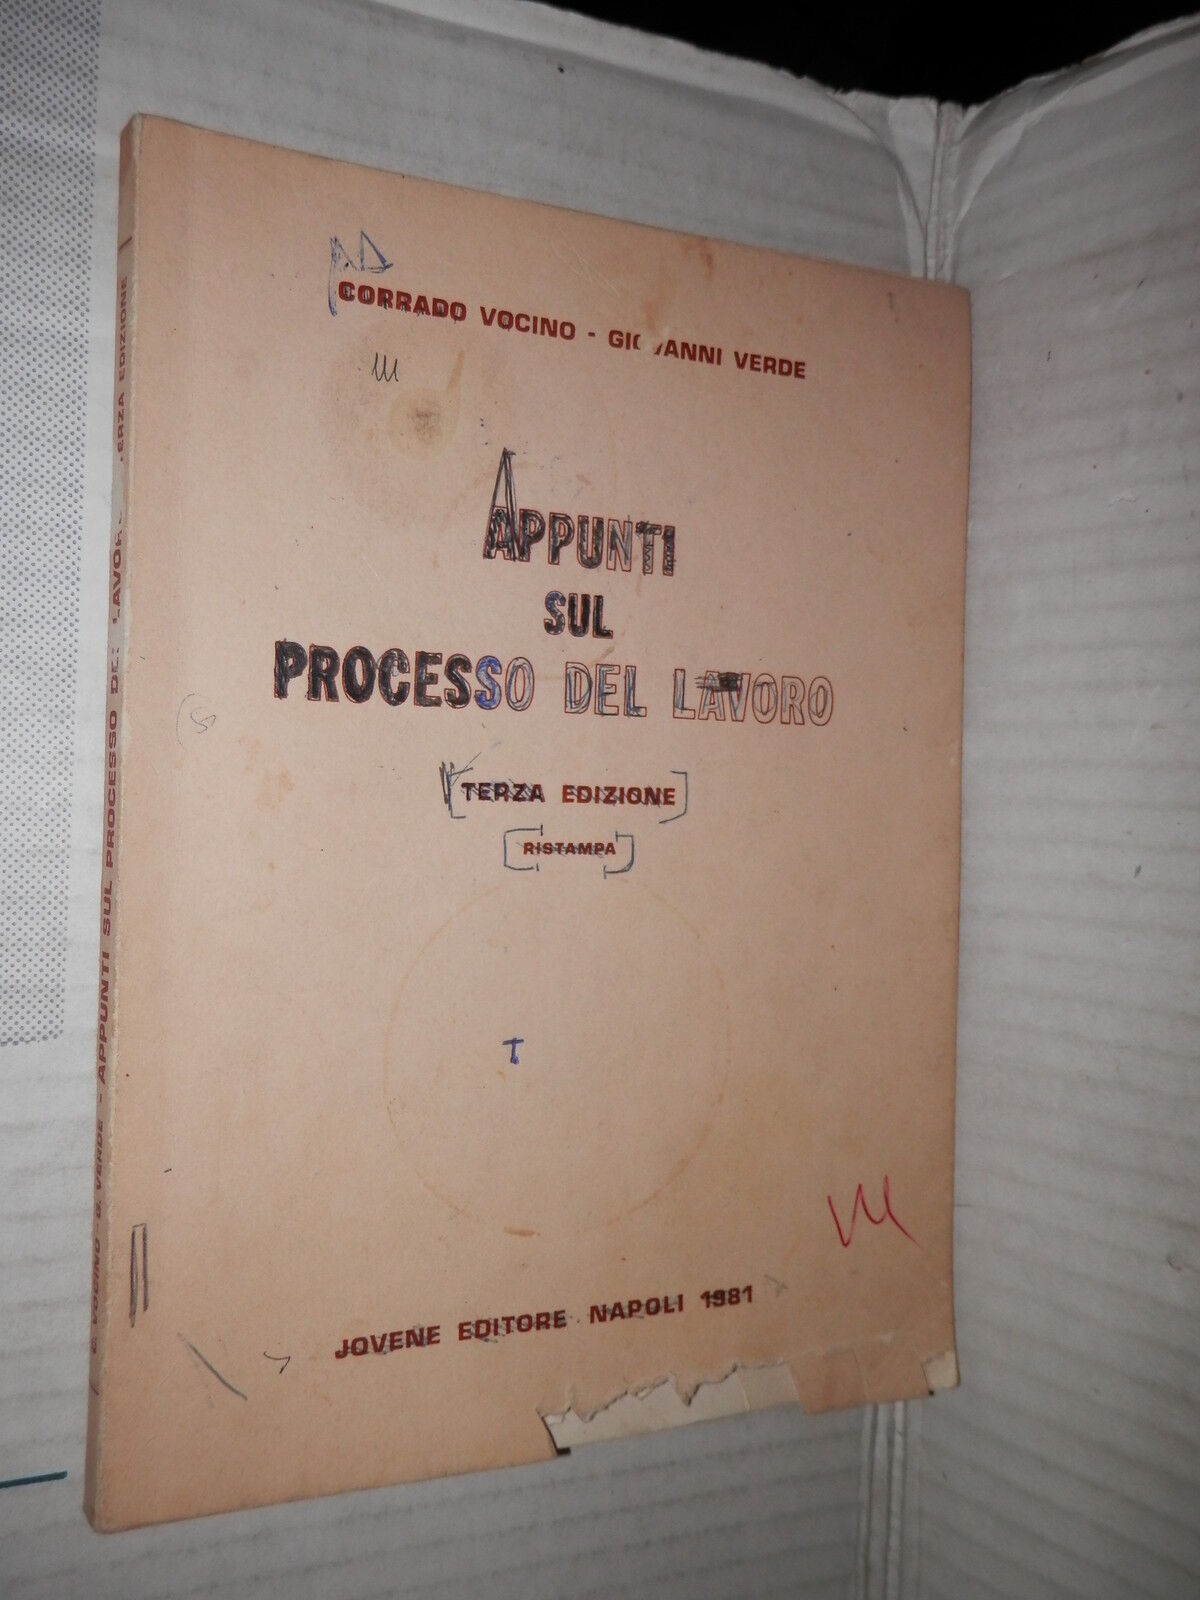 CORRADO VOCINO - GIOVANNI VERDE
APPUNTI
SUL
PROCESSO DEL LAVORO
TERZA EDIZIONE
RISTAMPA
T
JOVENE EDITORE NAPOLI 1981
C. VOCINO - G. VERDE - APPUNTI SUL PROCESSO DEL LAVORO TERZA EDIZIONE